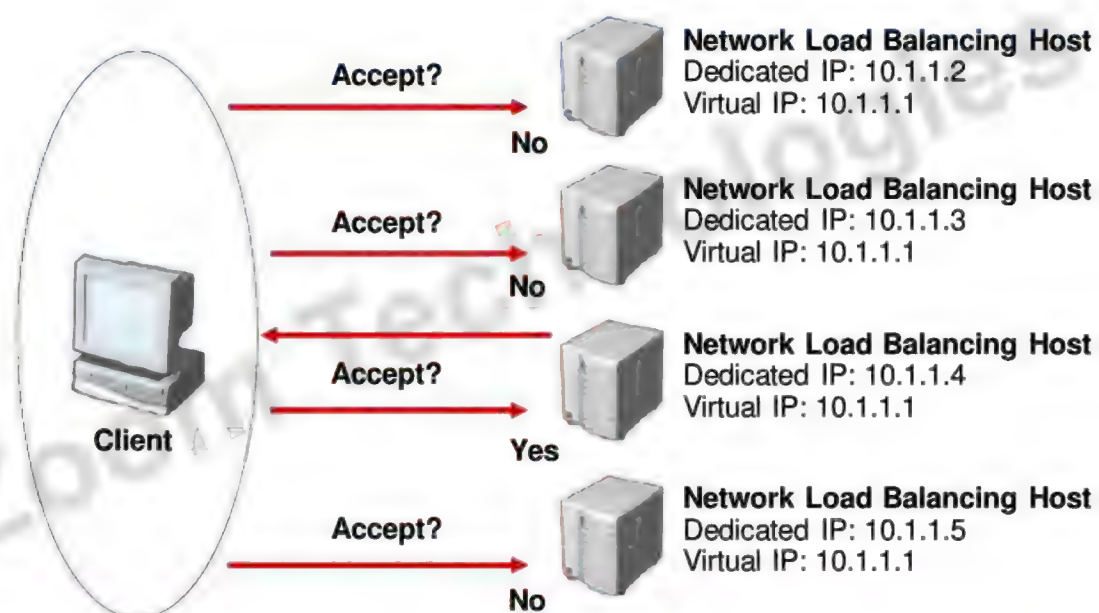 Network Load Balancing Host
Dedicated IP: 10.1.1.2
Virtual IP: 10.1.1.1
Accept?
No
Network Load Balancing Host
Dedicated IP: 10.1.1.3
Virtual IP: 10.1.1.1
Accept?
No
Network Load Balancing Host
Dedicated IP: 10.1.1.4
Virtual IP: 10.1.1.1
Accept?
Client
Yes
Network Load Balancing Host
Dedicated IP: 10.1.1.5
Virtual IP: 10.1.1.1
Accept?
No